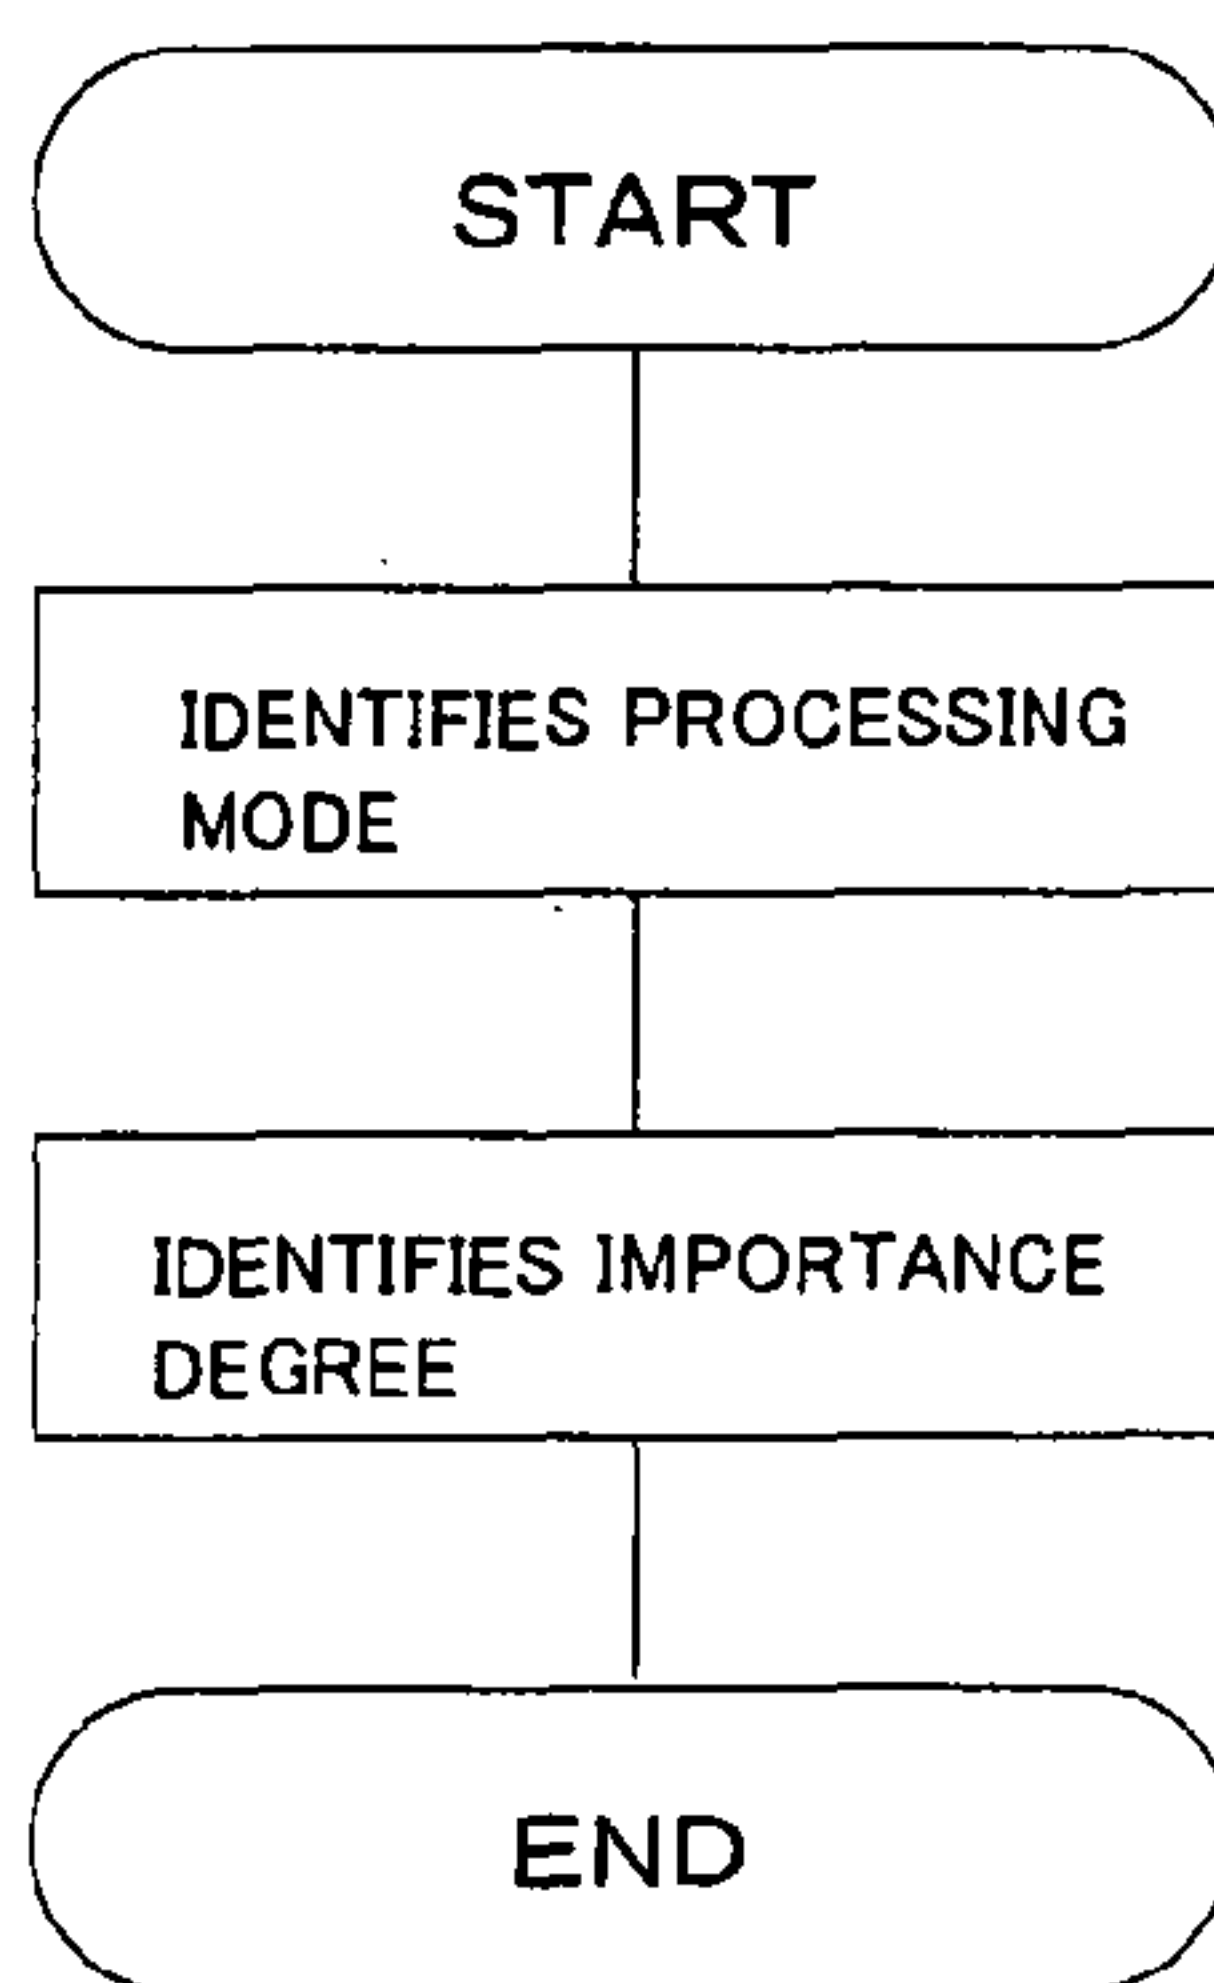 START
IDENTIFIES PROCESSING
MODE
IDENTIFIES IMPORTANCE
DEGREE
END